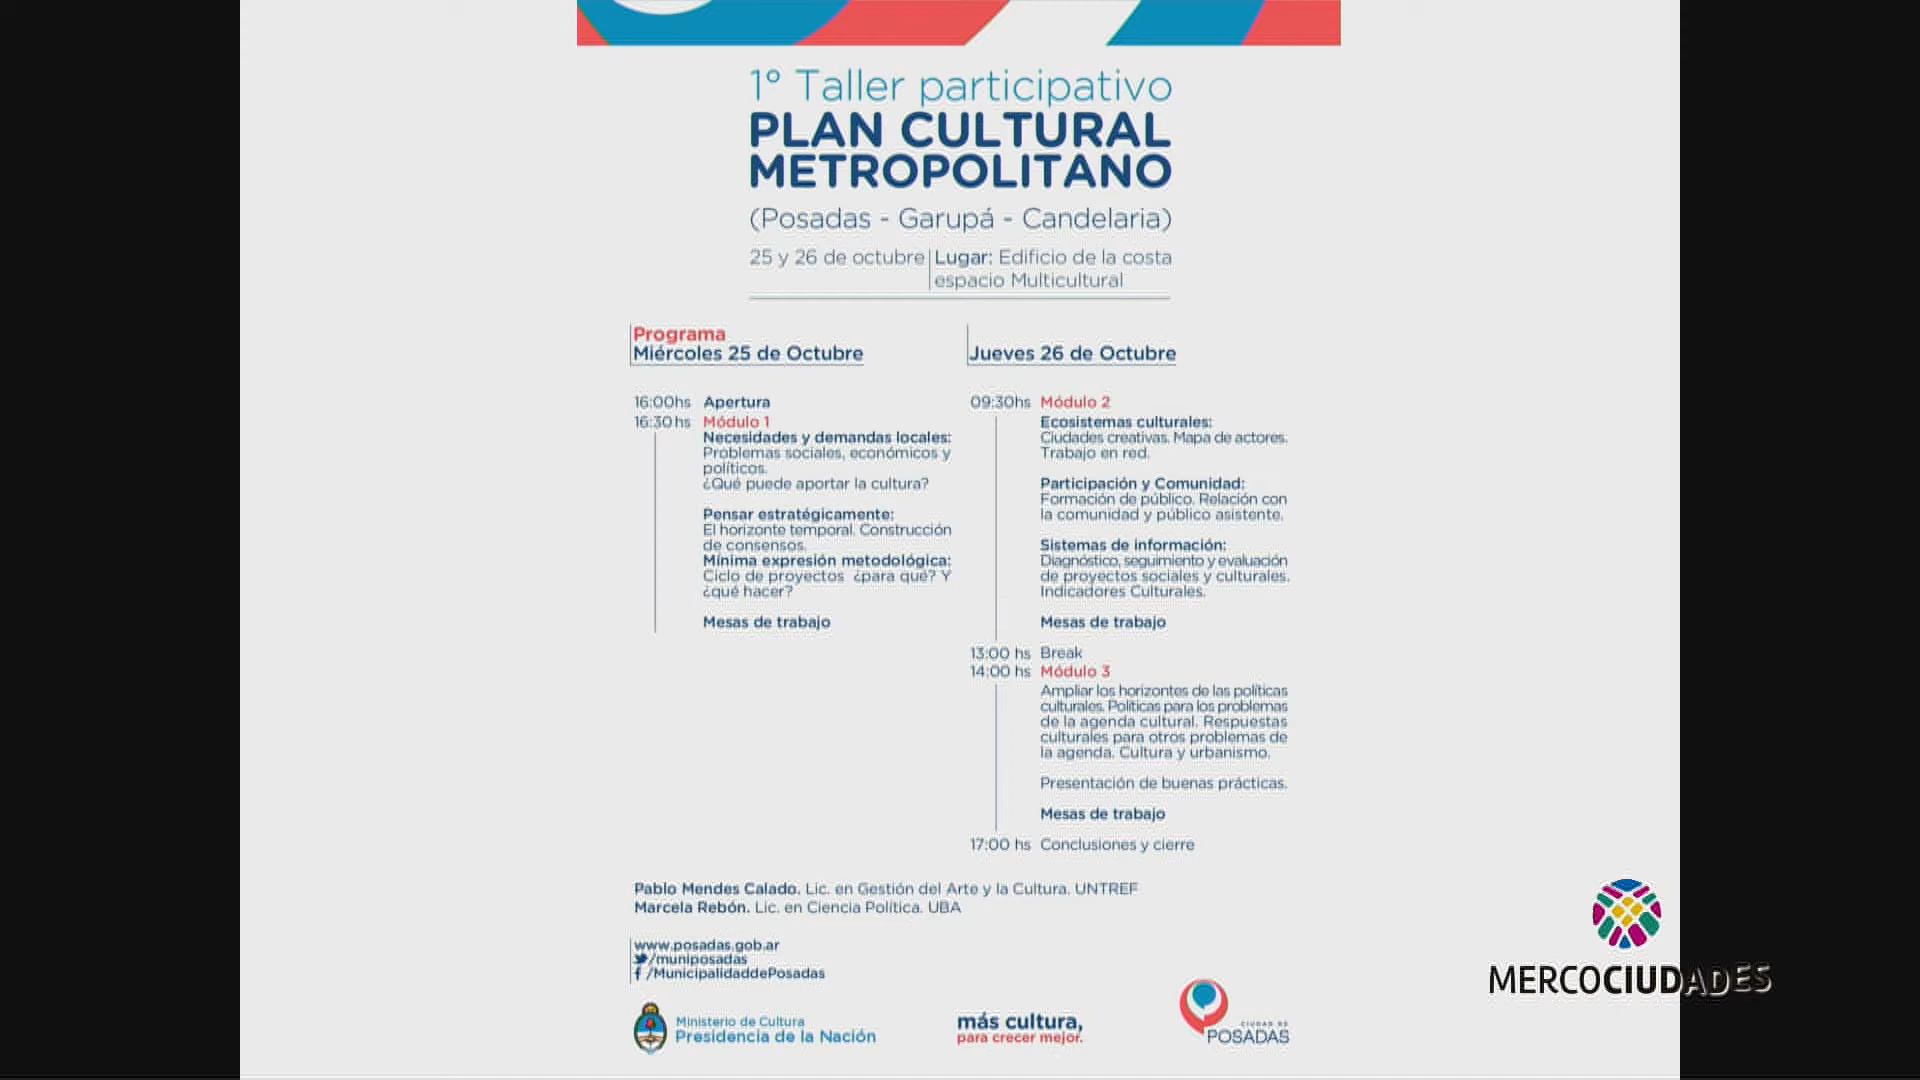 1° Taller participativo
PLAN CULTURAL
METROPOLITANO
(Posadas - Garupá - Candelaria)
25 y 26 de octubre
Lugar: Edificio de la costa
espacio Multicultural
Programa
Miércoles 25 de Octubre
16:00hs Apertura
16:30hs Módulo 1
Necesidades y demandas locales:
Problemas sociales, económicos y
políticos.
¿Qué puede aportar la cultura?
Pensar estratégicamente:
El horizonte temporal. Construcción
de consensos.
Mínima expresión metodológica:
Ciclo de proyectos ¿para qué? Y
¿qué hacer?
Mesas de trabajo
Jueves 26 de Octubre
09:30hs Módulo 2
Ecosistemas culturales:
Ciudades creativas. Mapa de actores.
Trabajo en red.
Participación y Comunidad:
Formación de público. Relación con
la comunidad y público asistente.
Sistemas de información:
Diagnóstico, seguimiento y evaluación
de proyectos sociales y culturales.
Indicadores Culturales.
Mesas de trabajo
13:00 hs Break
14:00 hs Módulo 3
Ampliar los horizontes de las políticas
culturales. Políticas para los problemas
de la agenda cultural. Respuestas
culturales para otros problemas de
la agenda. Cultura y urbanismo.
Presentación de buenas prácticas.
Mesas de trabajo
17:00 hs Conclusiones y cierre
Pablo Mendes Calado. Lic. en Gestión del Arte y la Cultura. UNTREF
Marcela Rebón. Lic. en Ciencia Política. UBA
www.posadas.gob.ar
/muniposadas
/MunicipalidaddePosadas
Ministerio de Cultura
Presidencia de la Nación
más cultura,
para crecer mejor.
CIUDAD DE
POSADAS
MERCOCIUDADES